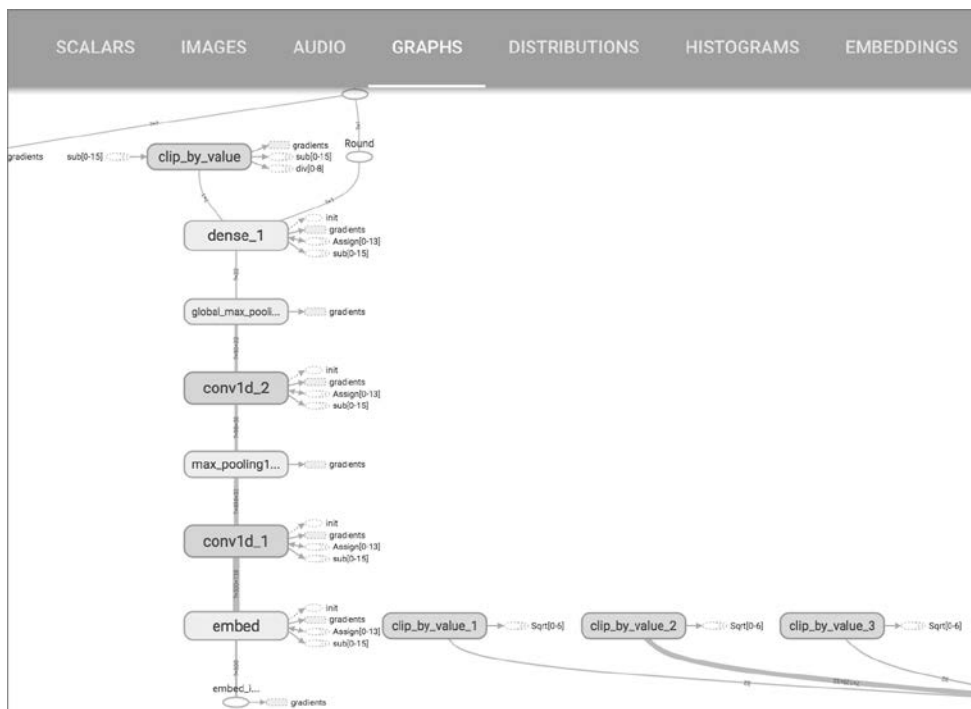 SCALARS IMAGES AUDIO GRAPHS DISTRIBUTIONS HISTOGRAMS EMBEDDINGS
Round
gradients
sub[0-15]
clip_by_value
gradients
sub[0-15]
div[0-8]
dense_1
init
gradients
Assign[0-13]
sub[0-15]
global_max_pooli...
gradients
conv1d_2
init
gradients
Assign[0-13]
sub[0-15]
max_pooling1...
gradients
conv1d_1
init
gradients
Assign[0-13]
sub[0-15]
embed
init
gradients
Assign[0-13]
sub[0-15]
clip_by_value_1
Sqrt[0-6]
clip_by_value_2
Sqrt[0-6]
clip_by_value_3
Sqrt[0-6]
embed_i...
gradients